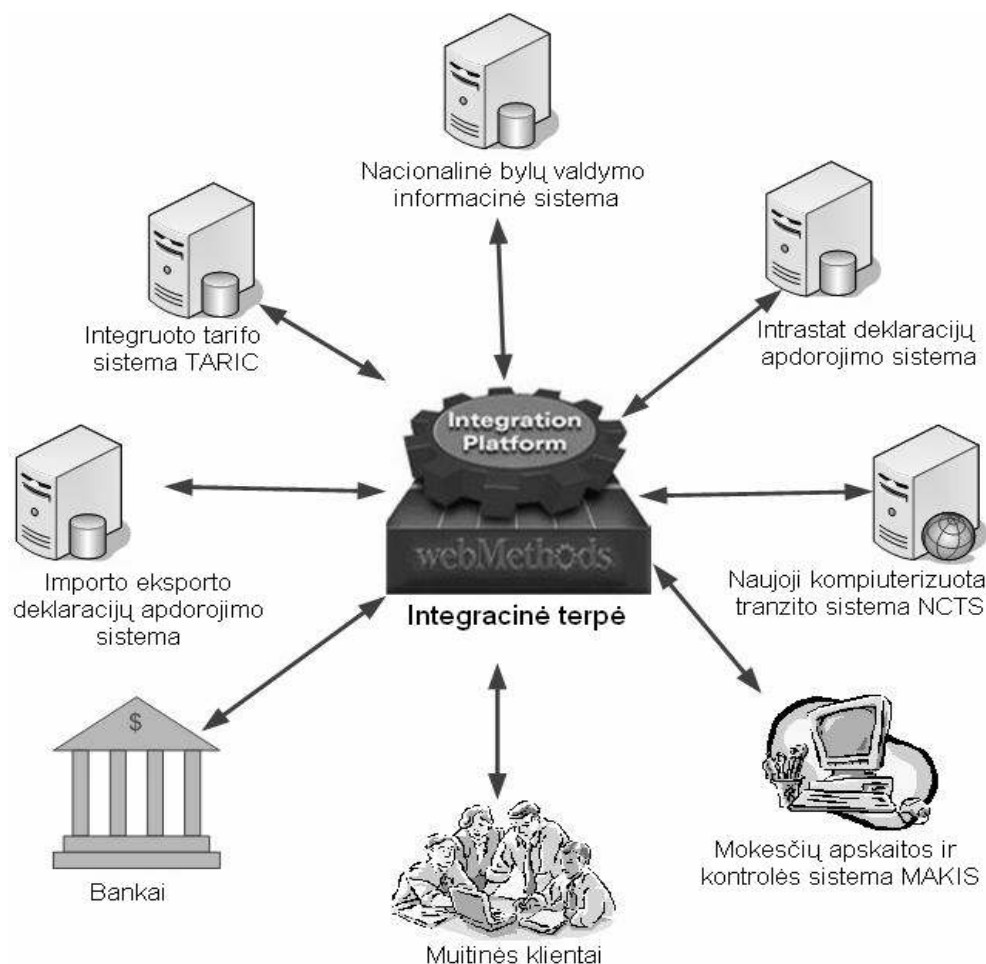 Nacionalinė bylų valdymo
informacinė sistema
Integruoto tarifo
sistema TARIC
Intrastat deklaracijų
apdorojimo sistema
Integration
Platform
webMethods
Integracinė terpė
Importo eksporto
deklaracijų apdorojimo
sistema
Naujoji kompiuterizuota
tranzito sistema NCTS
$
Bankai
Mokesčių apskaitos ir
kontrolės sistema MAKIS
Muitinės klientai